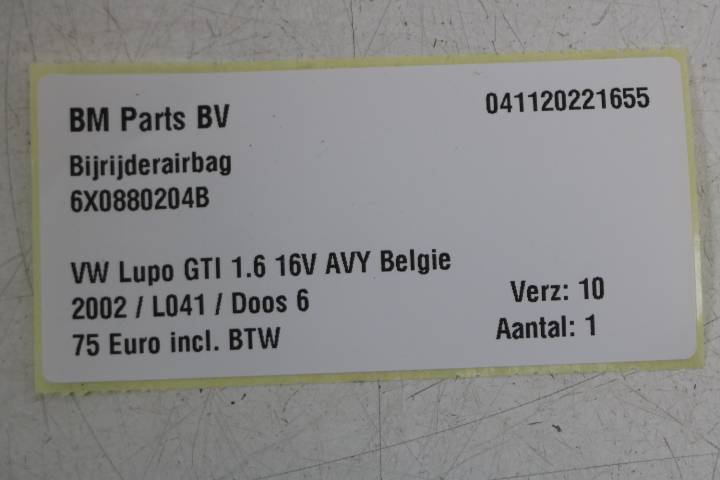 BM Parts BV
041120221655
Bijrijderairbag
6X0880204B
VW Lupo GTI 1.6 16V AVY Belgie
2002 / L041 / Doos 6
Verz: 10
75 Euro incl. BTW
Aantal: 1